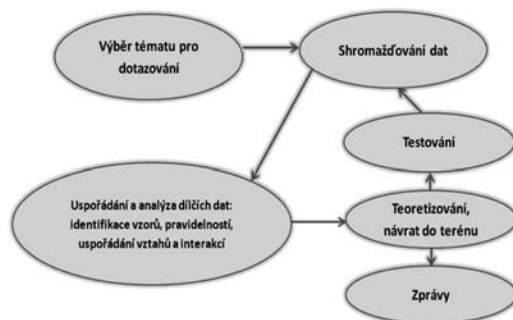 Výběr tématu pro
dotazování
Shromažďování dat
Testování
Uspořádání a analýza dílčích dat:
identifikace vzorů, pravidelností,
uspořádání vztahů a interakcí
Teoretizování,
návrat do terénu
Zprávy